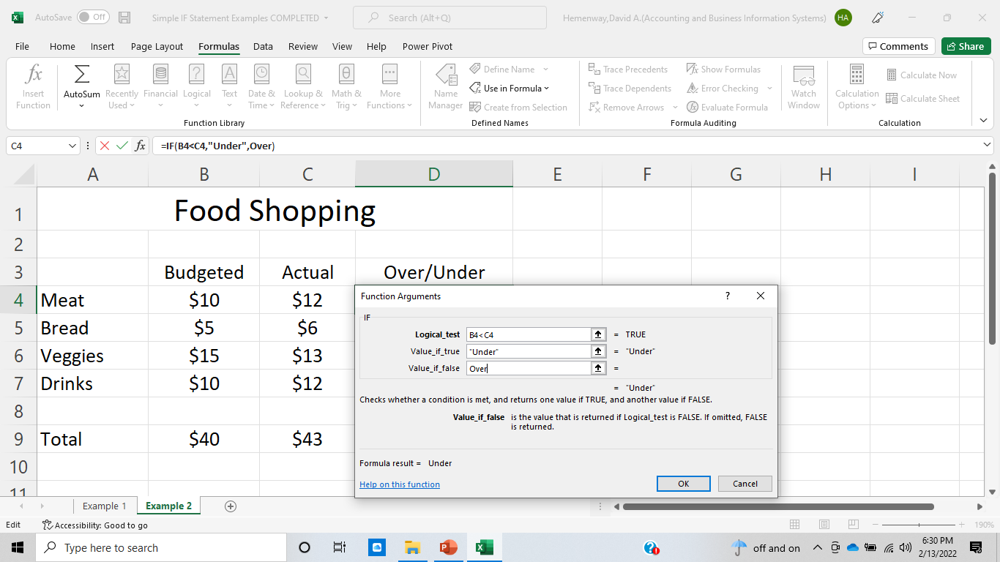 AutoSave Off Simple IF Statement Examples COMPLETED Search (Alt+Q) Hemenway,David A.(Accounting and Business Information Systems) HA
File Home Insert Page Layout Formulas Data Review View Help Power Pivot Comments Share
fx Σ ? A θ
Insert Function
AutoSum
Recently Used
Financial
Logical
Text
Date & Time
Lookup & Reference
Math & Trig
More Functions
Function Library
Name Manager
Define Name
Use in Formula
Create from Selection
Defined Names
Trace Precedents
Trace Dependents
Remove Arrows
Show Formulas
Error Checking
Evaluate Formula
Formula Auditing
Watch Window
Calculation Options
Calculate Now
Calculate Sheet
Calculation
C4 fx =IF(B4<C4,"Under",Over)
A B C D E F G H I
1 Food Shopping
2
3 Budgeted Actual Over/Under
4 Meat $10 $12
5 Bread $5 $6
6 Veggies $15 $13
7 Drinks $10 $12
8
9 Total $40 $43
10
11
Function Arguments ?
IF
Logical_test B4<C4 = TRUE
Value_if_true "Under" = "Under"
Value_if_false Over =
= "Under"
Checks whether a condition is met, and returns one value if TRUE, and another value if FALSE.
Value_if_false is the value that is returned if Logical_test is FALSE. If omitted, FALSE
is returned.
Formula result = Under
Help on this function OK Cancel
Example 1 Example 2
Edit Accessibility: Good to go 190%
Type here to search off and on 6:30 PM
2/13/2022